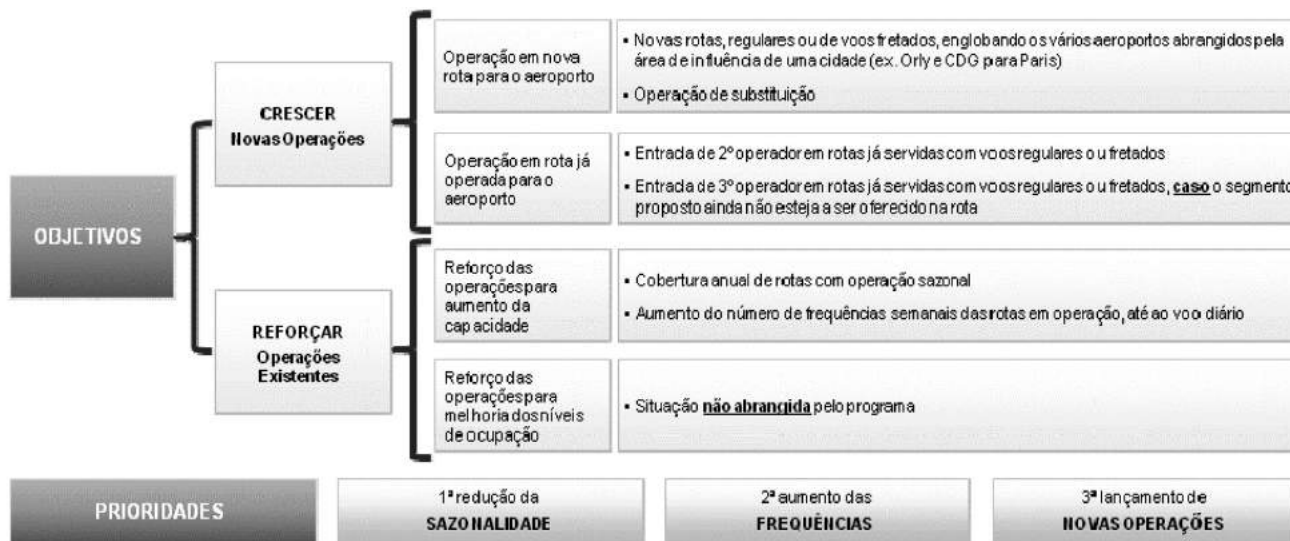 OBJETIVOS
CRESCER
Novas Operações
Operação em nova
rota para o aeroporto
▪ Novas rotas, regulares ou de voos fretados, englobando os vários aeroportos abrangidos pela
área de influência de uma cidade (ex. Orly e CDG para Paris)
▪ Operação de substituição
Operação em rota já
operada para o
aeroporto
▪ Entrada de 2º operador em rotas já servidas com voos regulares ou fretados
▪ Entrada de 3º operador em rotas já servidas com voos regulares ou fretados, caso o segmento
proposto ainda não esteja a ser oferecido na rota
REFORÇAR
Operações
Existentes
Reforço das
operações para
aumento da
capacidade
▪ Cobertura anual de rotas com operação sazonal
▪ Aumento do número de frequências semanais das rotas em operação, até ao voo diário
Reforço das
operações para
melhoria dos níveis
de ocupação
▪ Situação não abrangida pelo programa
PRIORIDADES
1ª redução da
SAZONALIDADE
2ª aumento das
FREQUÊNCIAS
3ª lançamento de
NOVAS OPERAÇÕES